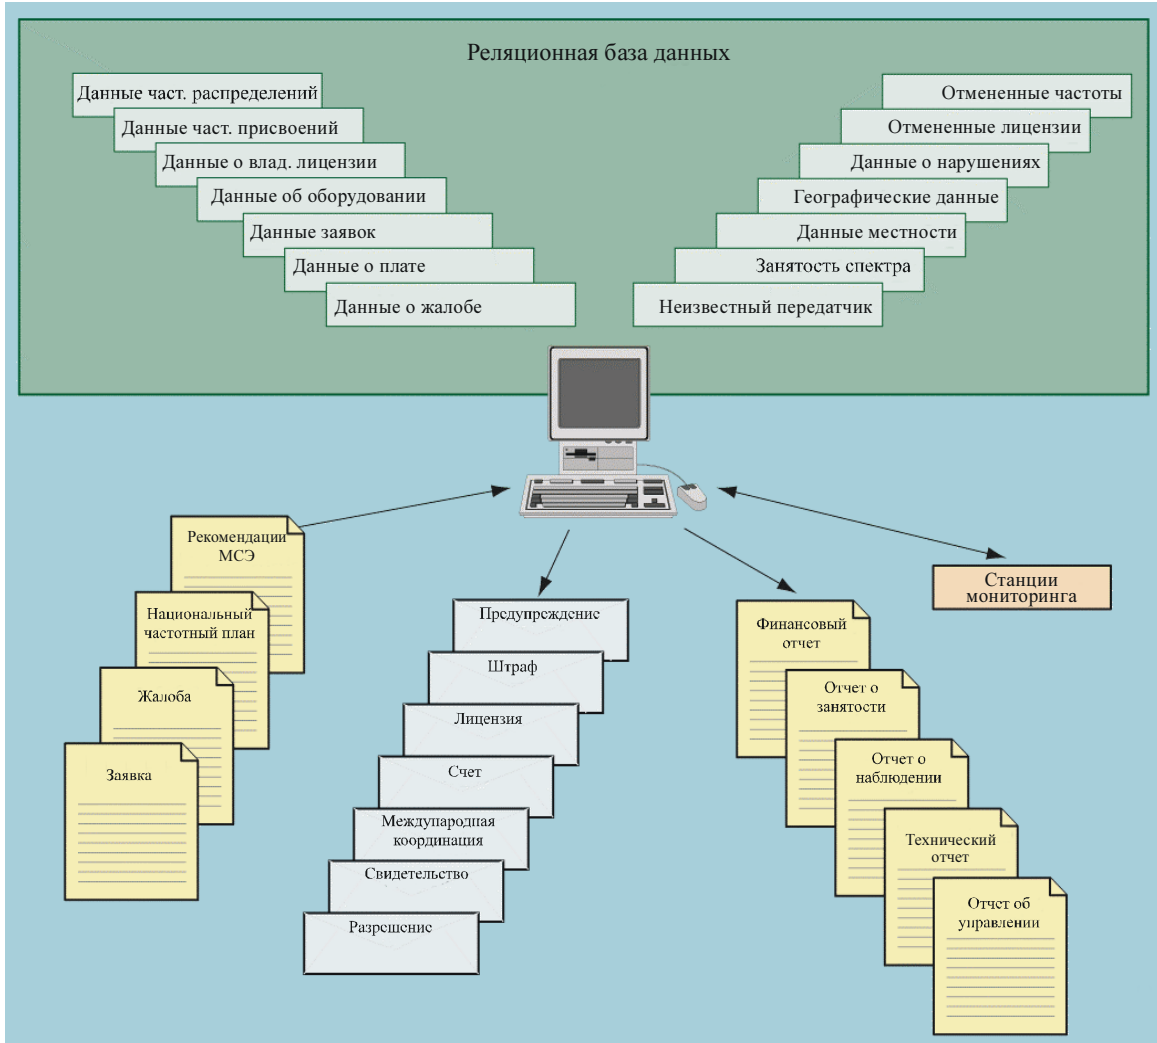 Реляционная база данных
Данные част. распределений
Данные част. присвоений
Данные о влад. лицензии
Данные об оборудовании
Данные заявок
Данные о плате
Данные о жалобе
Отмененные частоты
Отмененные лицензии
Данные о нарушениях
Географические данные
Данные местности
Занятость спектра
Неизвестный передатчик
Рекомендации
МСЭ
Национальный
частотный план
Жалоба
Заявка
Предупреждение
Штраф
Лицензия
Счет
Международная
координация
Свидетельство
Разрешение
Финансовый
отчет
Отчет о
занятости
Отчет о
наблюдении
Технический
отчет
Отчет об
управлении
Станции
мониторинга